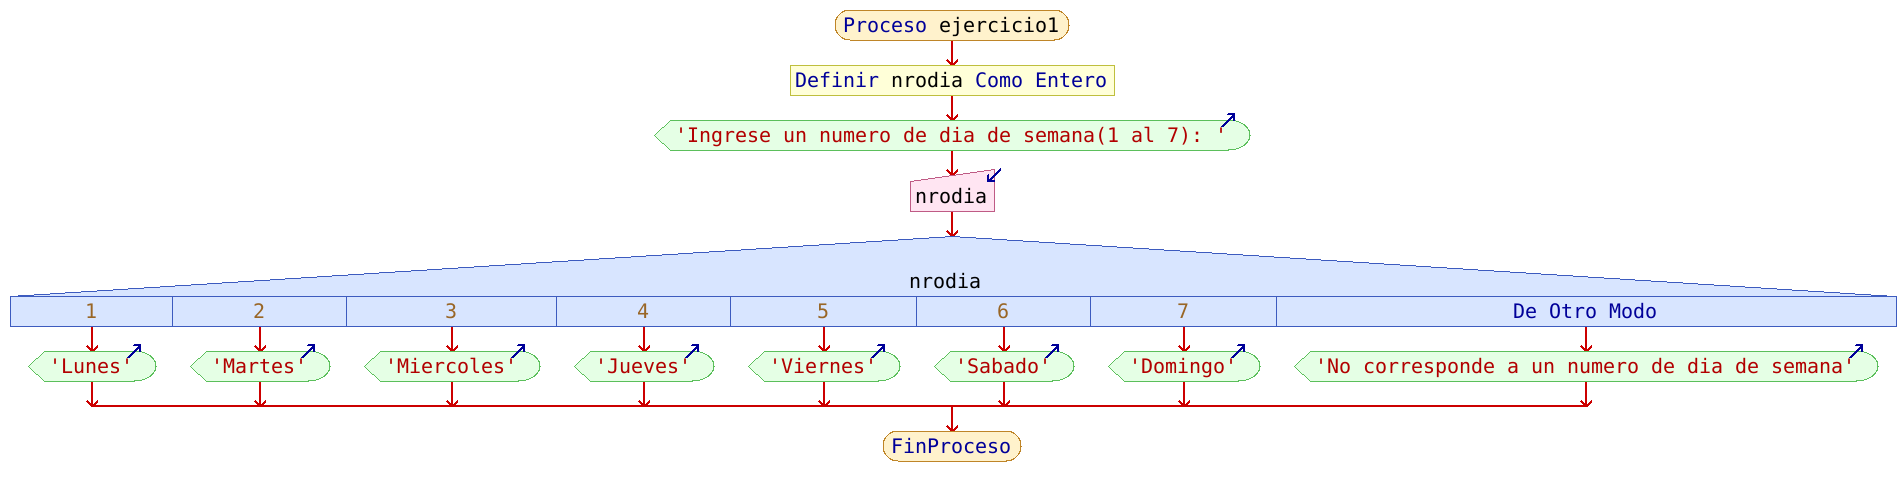 Proceso ejercicio1
Definir nrodia Como Entero
'Ingrese un numero de dia de semana(1 al 7): '
nrodia
nrodia
1 2 3 4 5 6 7 De Otro Modo
'Lunes' 'Martes' 'Miercoles' 'Jueves' 'Viernes' 'Sabado' 'Domingo' 'No corresponde a un numero de dia de semana'
FinProceso